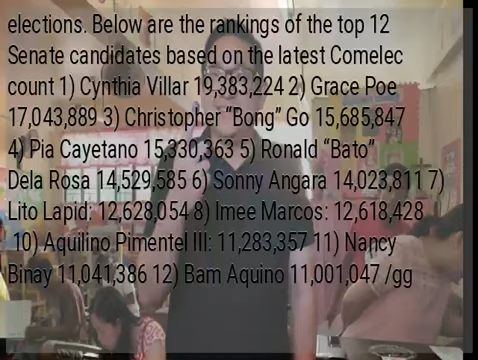 elections. Below are the rankings of the top 12
Senate candidates based on the latest Comelec
count 1) Cynthia Villar 19,383,224 2) Grace Poe
17,043,889 3) Christopher “Bong” Go 15,685,847
4) Pia Cayetano 15,330,363 5) Ronald “Bato”
Dela Rosa 14,529,585 6) Sonny Angara 14,023,811 7)
Lito Lapid: 12,628,054 8) Imee Marcos: 12,618,428
10) Aquilino Pimentel III: 11,283,357 11) Nancy
Binay 11,041,386 12) Bam Aquino 11,001,047 /gg